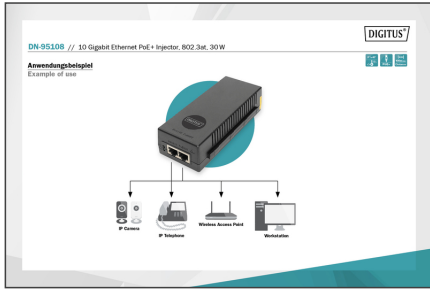 DIGITUS®
DN-95108 // 10 Gigabit Ethernet PoE+ Injector, 802.3at, 30 W
Anwendungsbeispiel
Example of use
DIGITUS
IP Camera
IP Telephone
Wireless Access Point
Workstation